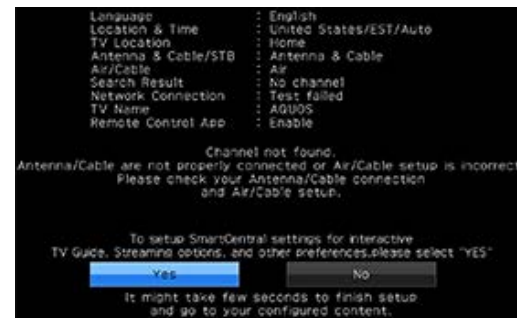 Language : English
Location & Time : United States/EST/Auto
TV Location : Home
Antenna & Cable/STB : Antenna & Cable
Air/Cable : Air
Search Result : No channel
Network Connection : Test failed
TV Name : AQUOS
Remote Control App : Enable
Channel not found.
Antenna/Cable are not properly connected or Air/Cable setup is incorrect
Please check your Antenna/Cable connection
and Air/Cable setup.
To setup SmartCentral settings for interactive
TV Guide, Streaming options, and other preferences,please select "YES"
Yes No
It might take few seconds to finish setup
and go to your configured content.